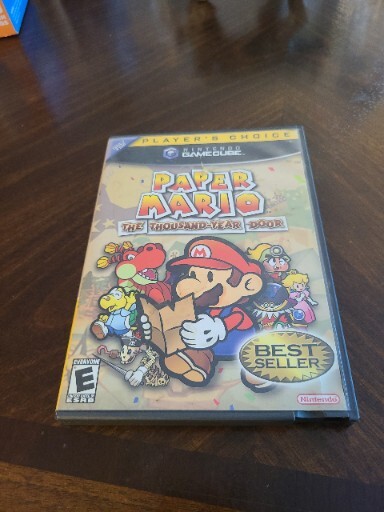 PLAYER'S CHOICE
NINTENDO
GAMECUBE
PAPER
MARIO
THE THOUSAND-YEAR DOOR
M
BEST
SELLER
EVERYONE
E
ESRB
Nintendo